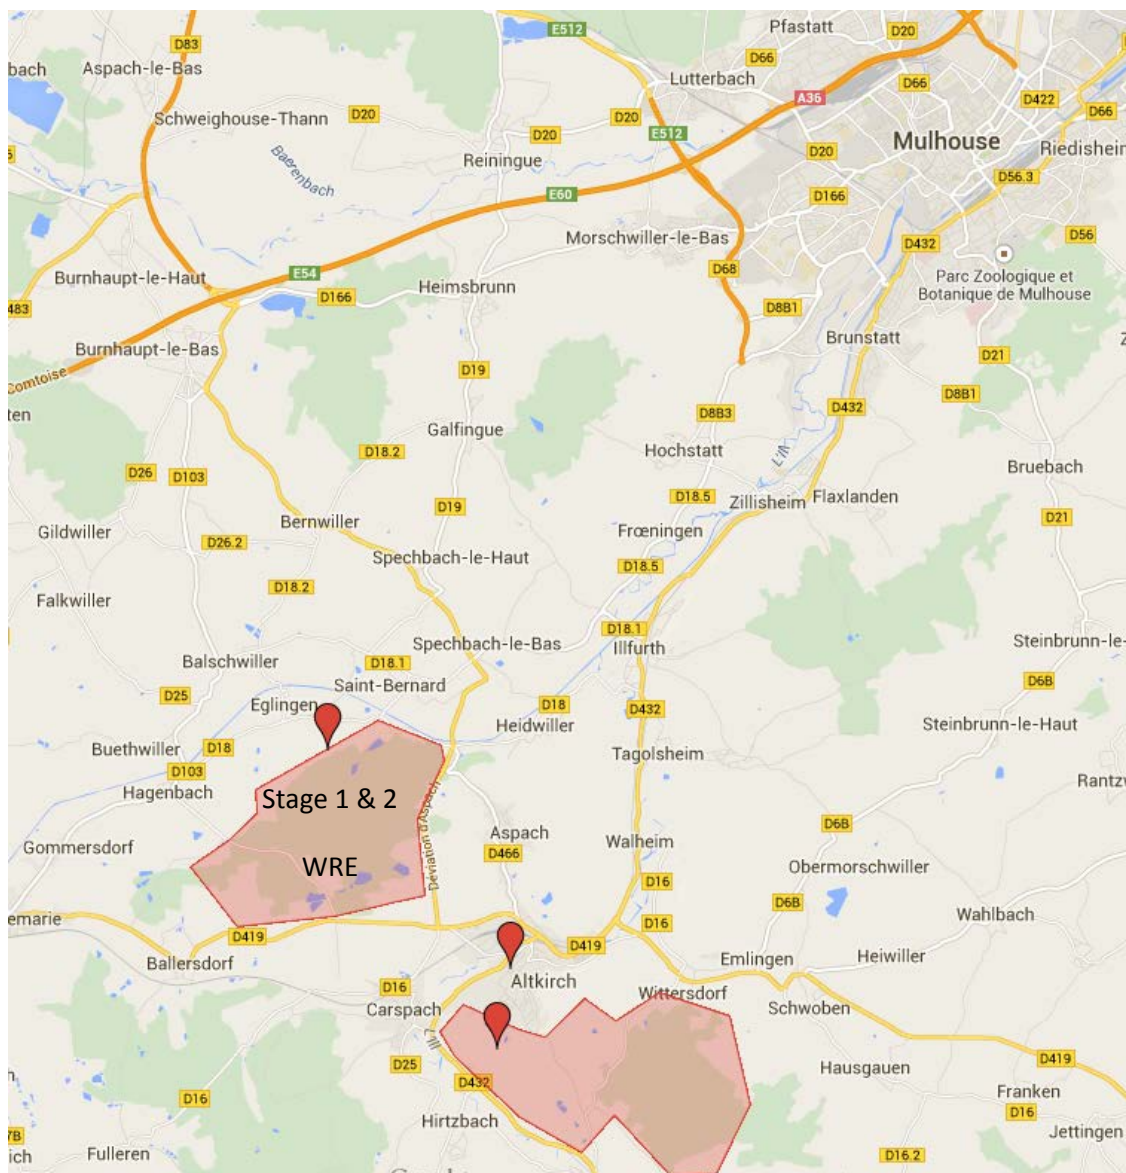 Pfastatt
D20
D83
E512
bach
Aspach-le-Bas
D66
Lutterbach
D66
A36
D422
D66
Schweighouse-Thann
D20
D20
D20
E512
Mulhouse
Riedisheim
Baerenbach
Reiningue
D20
D56.3
E60
D166
Morschwiller-le-Bas
D56
D432
Burnhaupt-le-Haut
E54
D68
Parc Zoologique et
Botanique de Mulhouse
D166
Heimsbrunn
483
D8B1
Brunstatt
Burnhaupt-le-Bas
D21
Comtoise
D19
D8B1
ten
D8B3
D432
Galfingue
D18.2
Hochstatt
L'Ill
D26
D103
Bruebach
D18.5
Zillisheim
Flaxlanden
D19
Bernwiller
D21
Gildwiller
D26.2
Frœningen
Spechbach-le-Haut
D18.5
D18.2
Falkwiller
D18.1
Steinbrunn-le-
Spechbach-le-Bas
Illfurth
Balschwiller
D18.1
Saint-Bernard
D6B
D25
Eglingen
D18
D432
Heidwiller
Steinbrunn-le-Haut
Buethwiller
D18
Tagolsheim
D103
Rantzw
Hagenbach
Stage 1 & 2
Déviation d'Aspach
D6B
Aspach
Walheim
Gommersdorf
D466
WRE
Obermorschwiller
D16
D6B
emarie
D16
Wahlbach
D419
D419
Ballersdorf
Emlingen
Heiwiller
Altkirch
D16
Wittersdorf
Carspach
Schwoben
L'Ill
D419
D25
Hausgauen
D432
Franken
D16
D16
Hirtzbach
7B
Jettingen
ich
Fulleren
D16.2